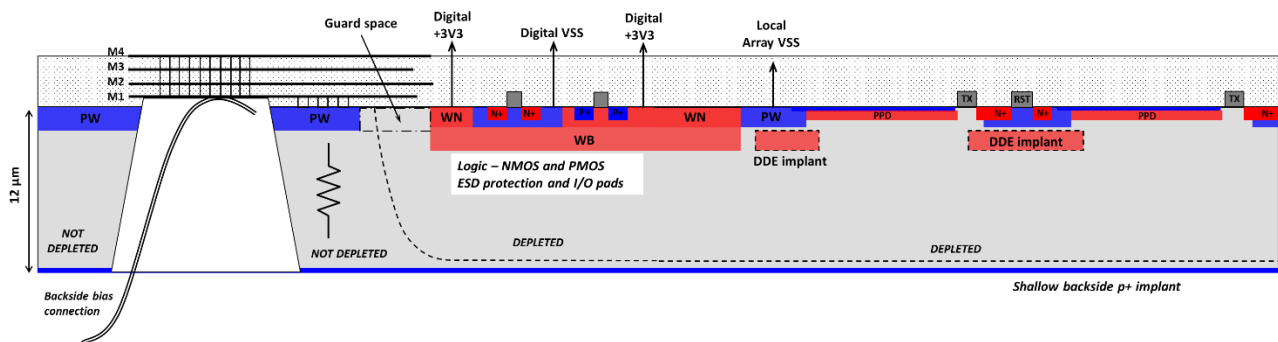 Guard space
Digital
+3V3
Digital VSS
Digital
+3V3
Local
Array VSS
M4
M3
M2
M1
PW
PW
WN
N+
N+
P+
P+
WN
PW
PPD
TX
N+
RST
N+
PPD
TX
N+
WB
DDE implant
DDE implant
Logic – NMOS and PMOS
ESD protection and I/O pads
12 µm
NOT
DEPLETED
NOT DEPLETED
DEPLETED
DEPLETED
Backside bias
connection
Shallow backside p+ implant